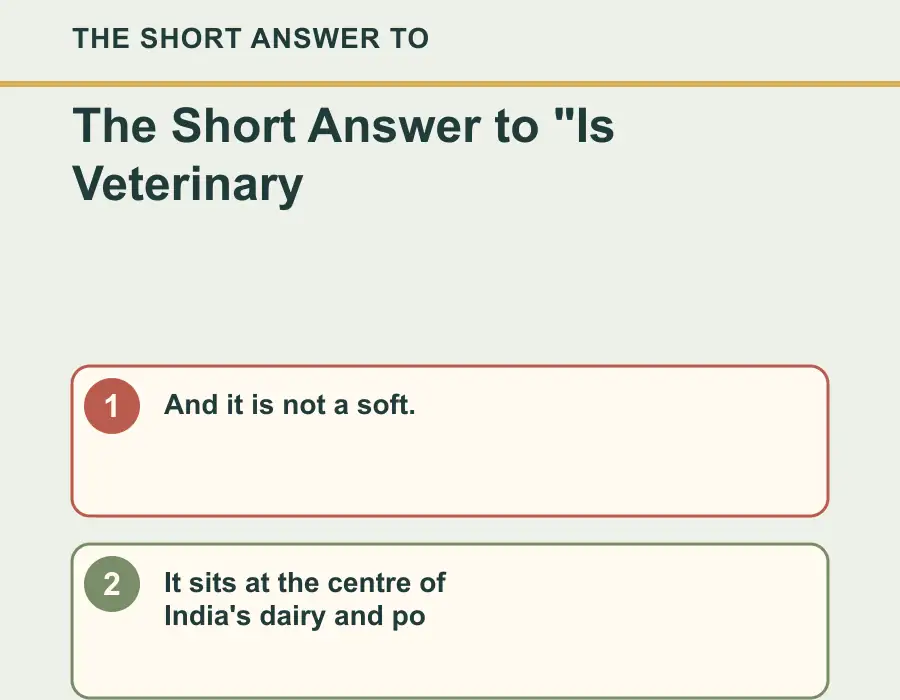 THE SHORT ANSWER TO
The Short Answer to "Is
Veterinary
1
And it is not a soft.
2
It sits at the centre of
India's dairy and po